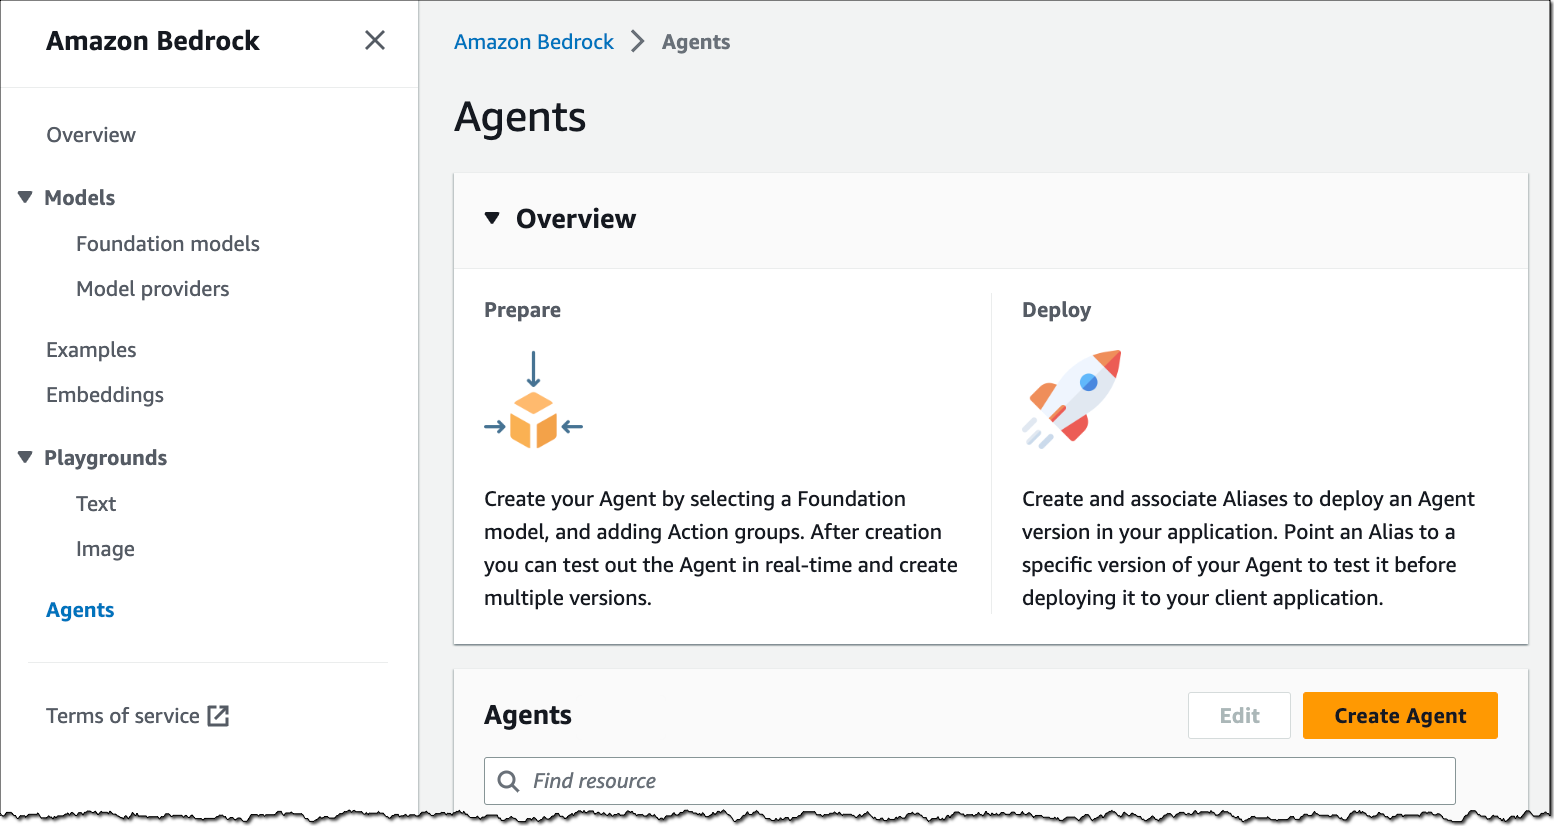 Amazon Bedrock
Overview
Models
Foundation models
Model providers
Examples
Embeddings
Playgrounds
Text
Image
Agents
Terms of service
Amazon Bedrock > Agents
Agents
Overview
Prepare
Create your Agent by selecting a Foundation
model, and adding Action groups. After creation
you can test out the Agent in real-time and create
multiple versions.
Deploy
Create and associate Aliases to deploy an Agent
version in your application. Point an Alias to a
specific version of your Agent to test it before
deploying it to your client application.
Agents
Edit
Create Agent
Find resource